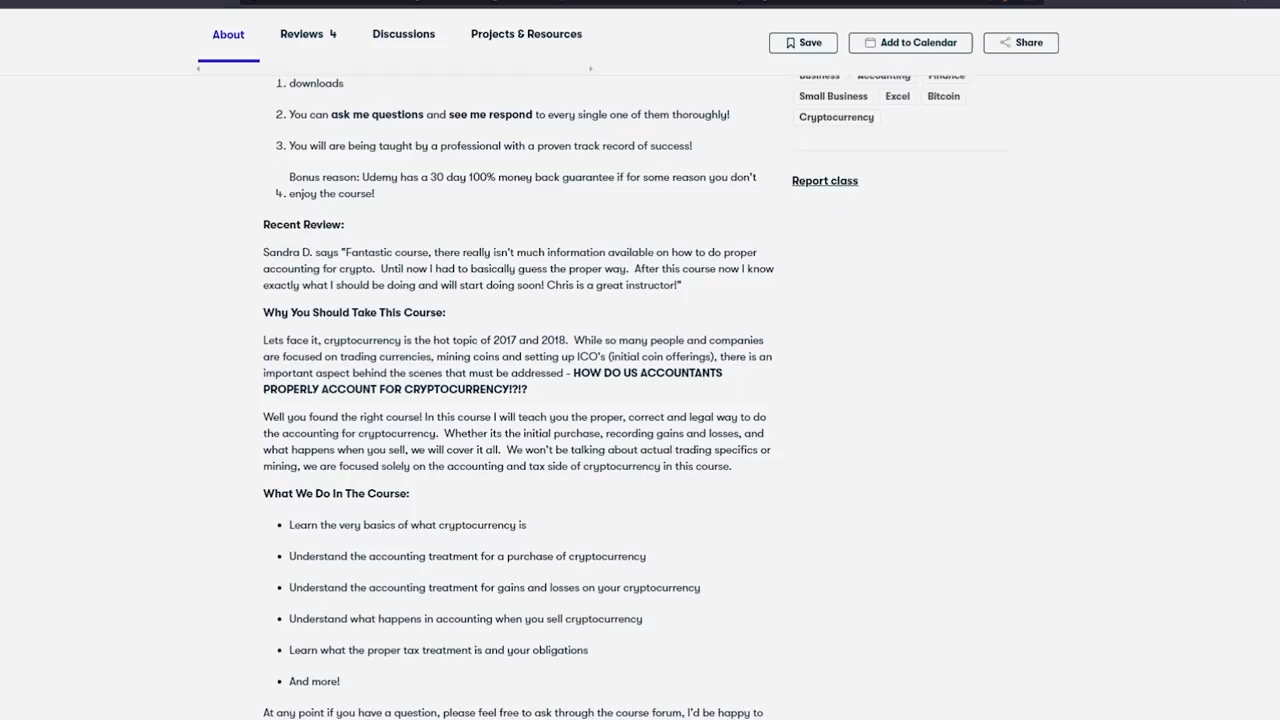 About
Reviews 4
Discussions
Projects & Resources
Save
Add to Calendar
Share
1. downloads
2. You can ask me questions and see me respond to every single one of them thoroughly!
3. You will are being taught by a professional with a proven track record of success!
Bonus reason: Udemy has a 30 day 100% money back guarantee if for some reason you don't
4. enjoy the course!
Recent Review:
Sandra D. says "Fantastic course, there really isn't much information available on how to do proper
accounting for crypto. Until now I had to basically guess the proper way. After this course now I know
exactly what I should be doing and will start doing soon! Chris is a great instructor!"
Why You Should Take This Course:
Lets face it, cryptocurrency is the hot topic of 2017 and 2018. While so many people and companies
are focused on trading currencies, mining coins and setting up ICO's (initial coin offerings), there is an
important aspect behind the scenes that must be addressed - HOW DO US ACCOUNTANTS
PROPERLY ACCOUNT FOR CRYPTOCURRENCY!?!?
Well you found the right course! In this course I will teach you the proper, correct and legal way to do
the accounting for cryptocurrency. Whether its the initial purchase, recording gains and losses, and
what happens when you sell, we will cover it all. We won't be talking about actual trading specifics or
mining, we are focused solely on the accounting and tax side of cryptocurrency in this course.
What We Do In The Course:
• Learn the very basics of what cryptocurrency is
• Understand the accounting treatment for a purchase of cryptocurrency
• Understand the accounting treatment for gains and losses on your cryptocurrency
• Understand what happens in accounting when you sell cryptocurrency
• Learn what the proper tax treatment is and your obligations
• And more!
At any point if you have a question, please feel free to ask through the course forum, I'd be happy to
Business Accounting Finance
Small Business Excel Bitcoin
Cryptocurrency
Report class